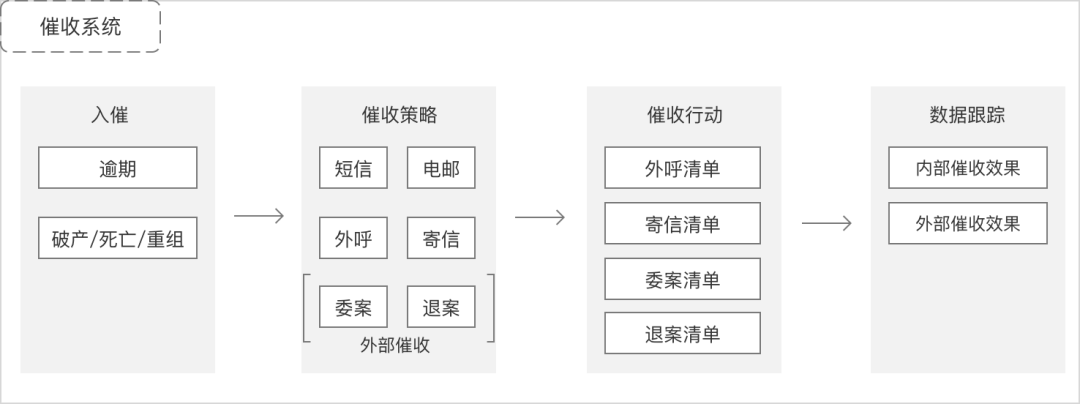 催收系统
入催
逾期
破产/死亡/重组
催收策略
短信
电邮
外呼
寄信
委案
退案
外部催收
催收行动
外呼清单
寄信清单
委案清单
退案清单
数据跟踪
内部催收效果
外部催收效果